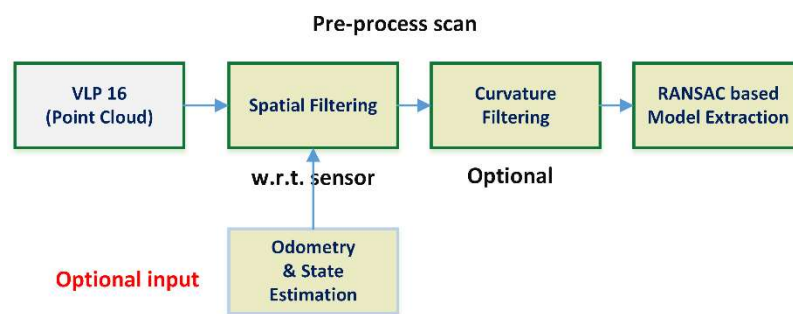 Pre-process scan
VLP 16
(Point Cloud)
Spatial Filtering
Curvature
Filtering
RANSAC based
Model Extraction
w.r.t. sensor
Optional
Optional input
Odometry
& State
Estimation